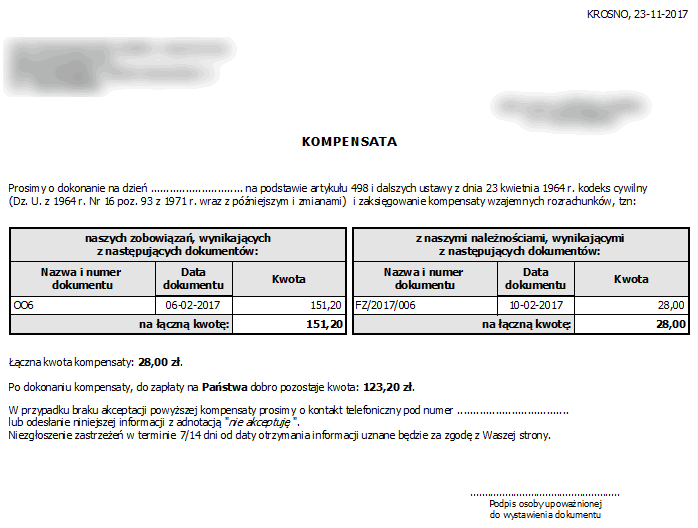 KROSNO, 23-11-2017
KOMPENSATA
Prosimy o dokonanie na dzień .............................. na podstawie artykułu 498 i dalszych ustawy z dnia 23 kwietnia 1964 r. kodeks cywilny
(Dz. U. z 1964 r. Nr 16 poz. 93 z 1971 r. wraz z późniejszym i zmianami) i zaksięgowanie kompensaty wzajemnych rozrachunków, tzn:
naszych zobowiązań, wynikających
z następujących dokumentów:
Nazwa i numer dokumentu Data dokumentu Kwota
OO6 06-02-2017 151,20
na łączną kwotę: 151,20
z naszymi należnościami, wynikającymi
z następujących dokumentów:
Nazwa i numer dokumentu Data dokumentu Kwota
FZ/2017/006 10-02-2017 28,00
na łączną kwotę: 28,00
Łączna kwota kompensaty: 28,00 zł.
Po dokonaniu kompensaty, do zapłaty na Państwa dobro pozostaje kwota: 123,20 zł.
W przypadku braku akceptacji powyższej kompensaty prosimy o kontakt telefoniczny pod numer ..................................
lub odesłanie niniejszej informacji z adnotacją "nie akceptuję ".
Niezgłoszenie zastrzeżeń w terminie 7/14 dni od daty otrzymania informacji uznane będzie za zgodę z Waszej strony.
..................................................
Podpis osoby upoważnionej
do wystawienia dokumentu